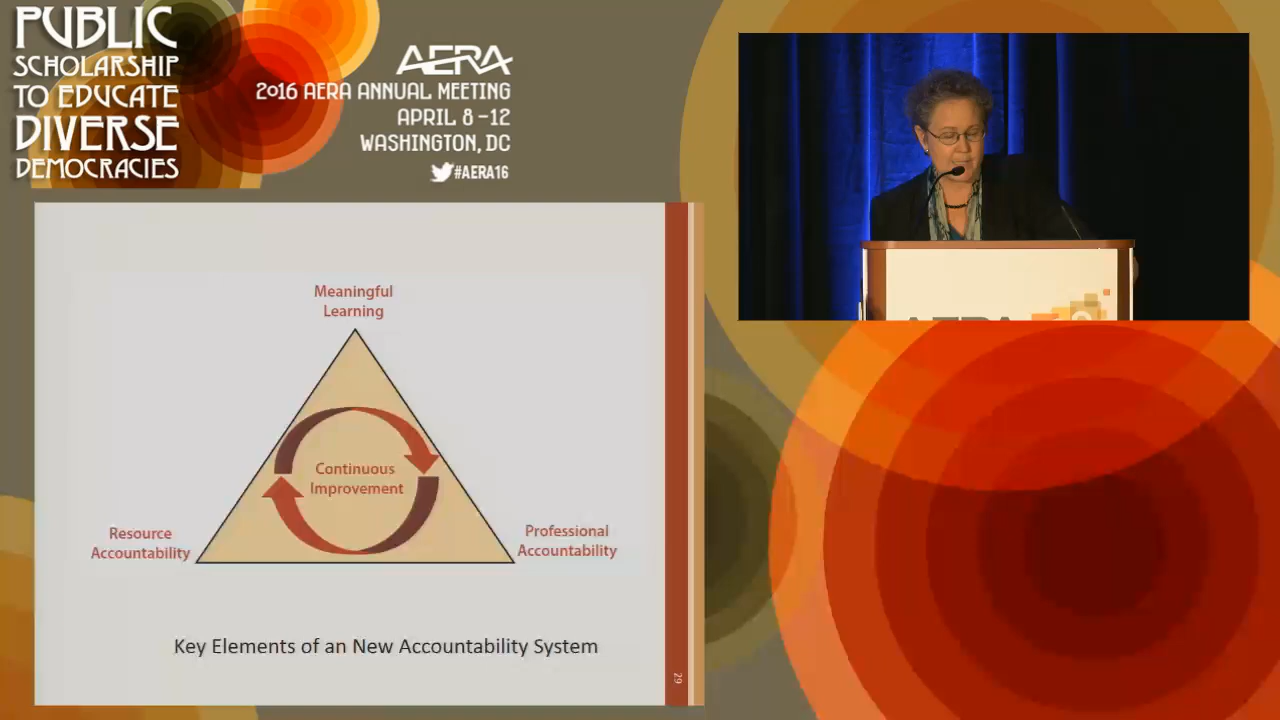 PUBLIC
SCHOLARSHIP
TO EDUCATE
DIVERSE
DEMOCRACIES
AERA
2016 AERA ANNUAL MEETING
APRIL 8-12
WASHINGTON, DC
#AERA16
Meaningful
Learning
Continuous
Improvement
Resource
Accountability
Professional
Accountability
Key Elements of an New Accountability System
29
AERA